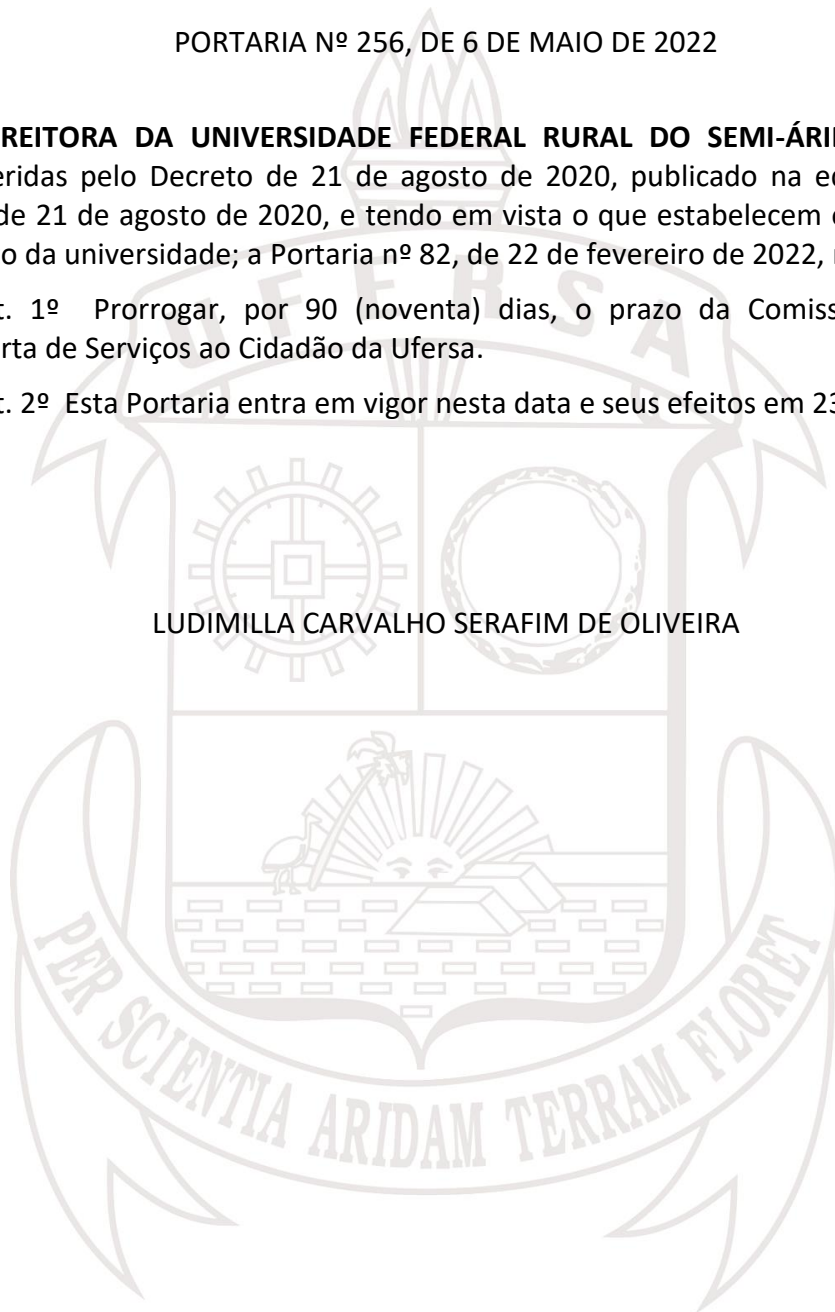 PORTARIA Nº 256, DE 6 DE MAIO DE 2022
REITORA DA UNIVERSIDADE FEDERAL RURAL DO SEMI-ÁRI
eridas pelo Decreto de 21 de agosto de 2020, publicado na e
de 21 de agosto de 2020, e tendo em vista o que estabelecem
o da universidade; a Portaria nº 82, de 22 de fevereiro de 2022,
t. 1º Prorrogar, por 90 (noventa) dias, o prazo da Comiss
rta de Serviços ao Cidadão da Ufersa.
t. 2º Esta Portaria entra em vigor nesta data e seus efeitos em 23
UFERSA
LUDIMILLA CARVALHO SERAFIM DE OLIVEIRA
PER SCIENTIA ARIDAM TERRAM FLORET